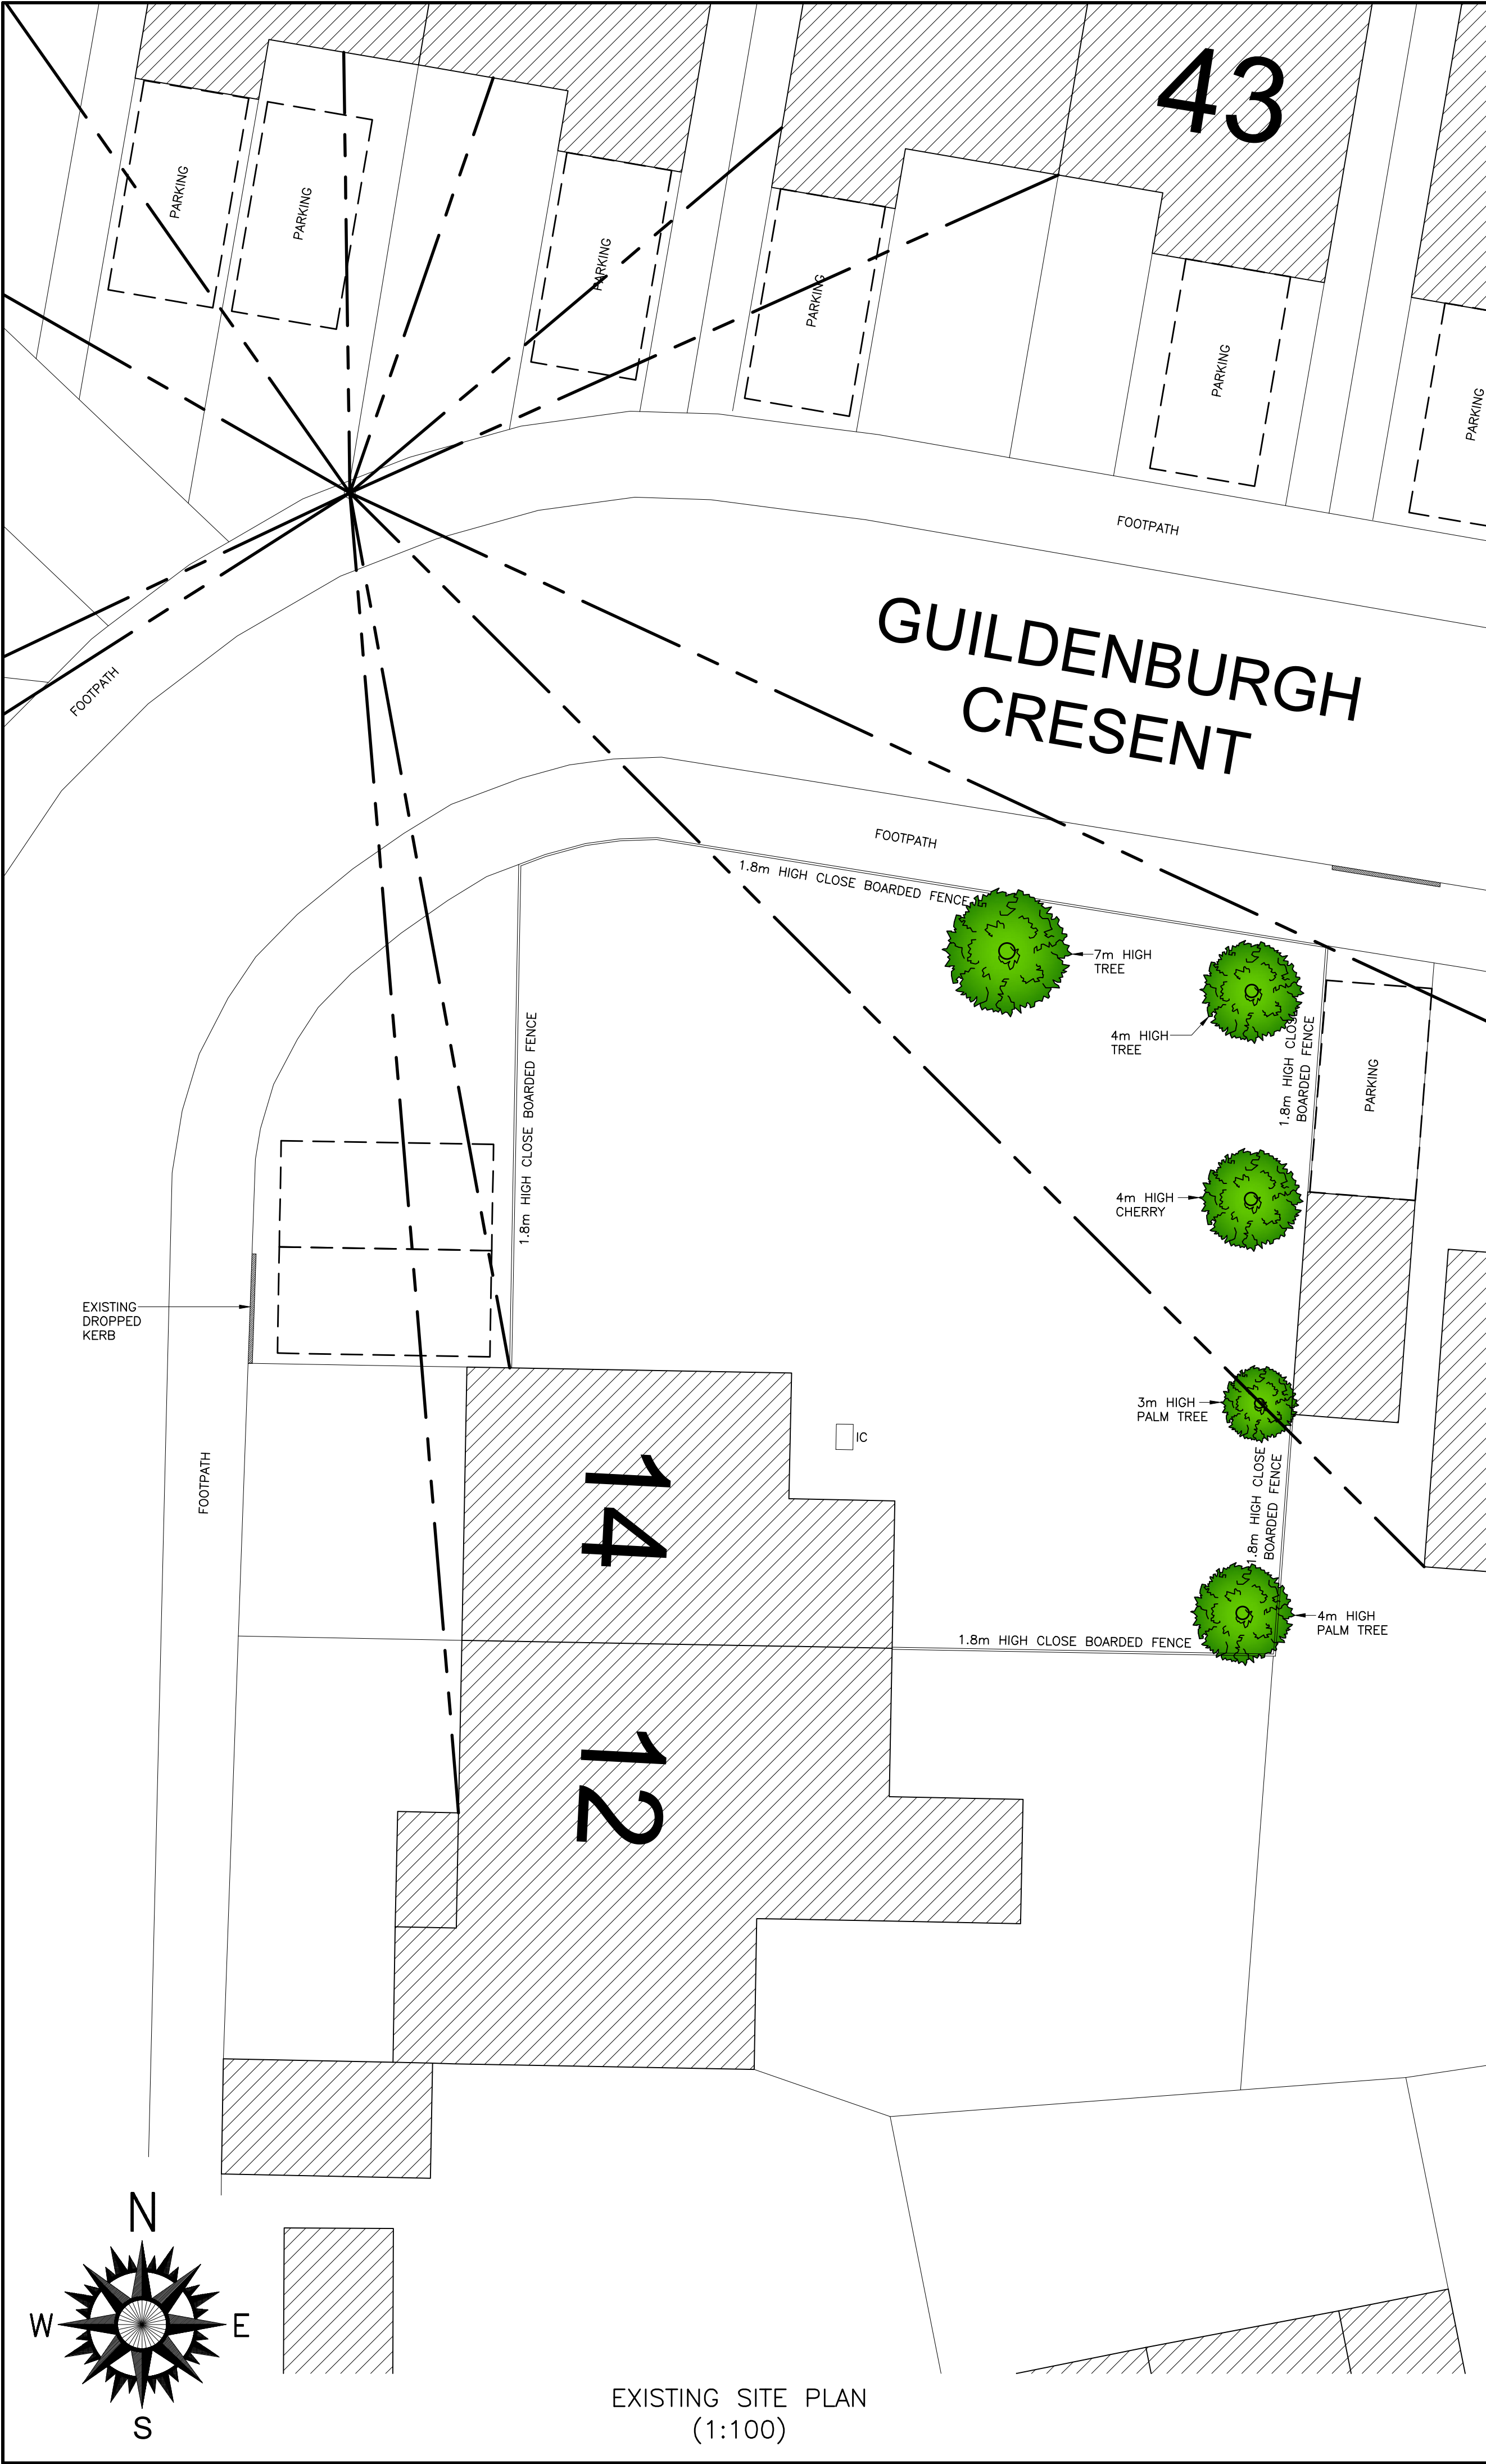 43
PARKING
PARKING
PARKING
PARKING
PARKING
PARKING
FOOTPATH
GUILDENBURGH
CRESENT
FOOTPATH
FOOTPATH
1.8m HIGH CLOSE BOARDED FENCE
7m HIGH
TREE
4m HIGH
TREE
1.8m HIGH CLOSE
BOARDED FENCE
PARKING
1.8m HIGH CLOSE BOARDED FENCE
4m HIGH
CHERRY
EXISTING
DROPPED
KERB
3m HIGH
PALM TREE
IC
14
FOOTPATH
1.8m HIGH CLOSE
BOARDED FENCE
4m HIGH
PALM TREE
1.8m HIGH CLOSE BOARDED FENCE
12
N
W
E
S
EXISTING SITE PLAN
(1:100)